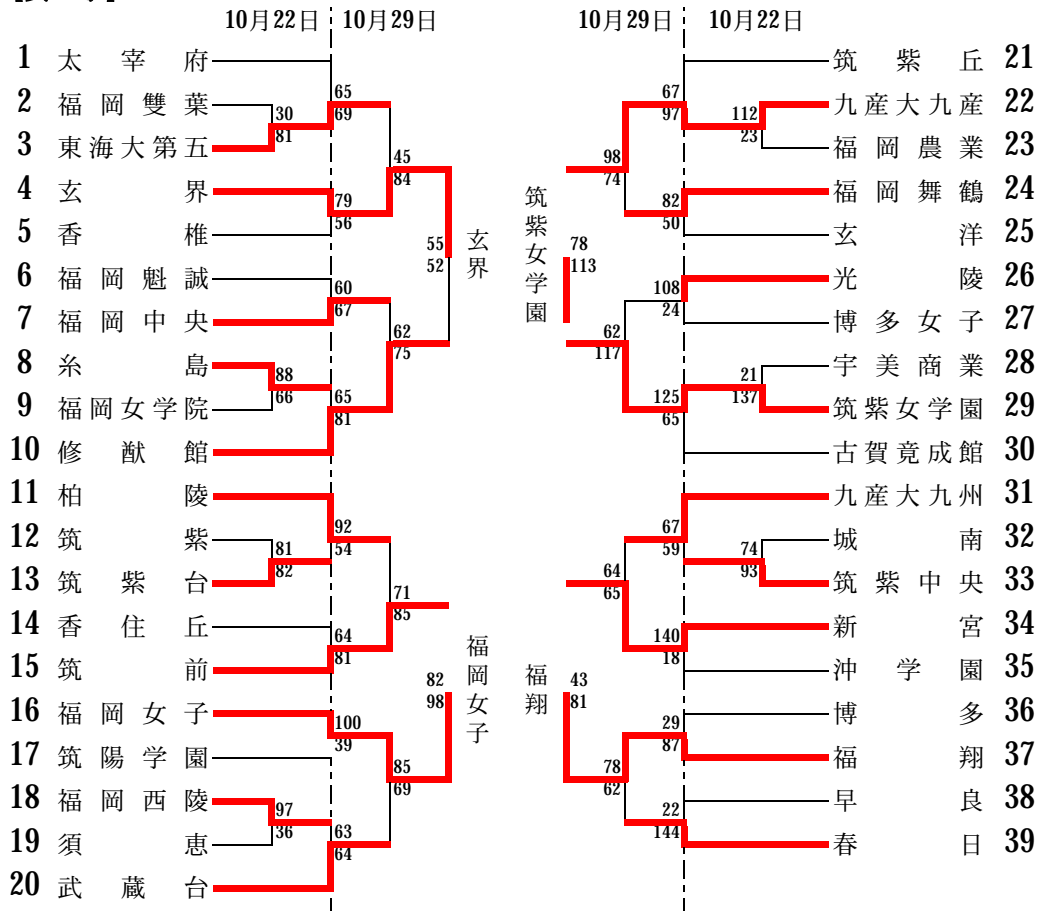 10月22日 10月29日 10月29日 10月22日
1 太宰府
2 福岡雙葉
3 東海大第五
4 玄界
5 香椎
6 福岡魁誠
7 福岡中央
8 糸島
9 福岡女学院
10 修猷館
11 柏陵
12 筑紫
13 筑紫台
14 香住丘
15 筑前
16 福岡女子
17 筑陽学園
18 福岡西陵
19 須恵
20 武蔵台
30
81
88
66
81
82
97
36
65
69
79
56
60
67
65
81
92
54
64
81
100
39
63
64
45
84
62
75
71
85
85
69
55
52
82
98
玄界
福岡女子
筑紫女学園
福翔
78
113
43
81
98
74
62
117
64
65
78
62
67
97
82
50
108
24
125
65
67
59
140
18
29
87
22
144
112
23
21
137
74
93
筑紫丘 21
九産大九産 22
福岡農業 23
福岡舞鶴 24
玄洋 25
光陵 26
博多女子 27
宇美商業 28
筑紫女学園 29
古賀竟成館 30
九産大九州 31
城南 32
筑紫中央 33
新宮 34
沖学園 35
博多 36
福翔 37
早良 38
春日 39